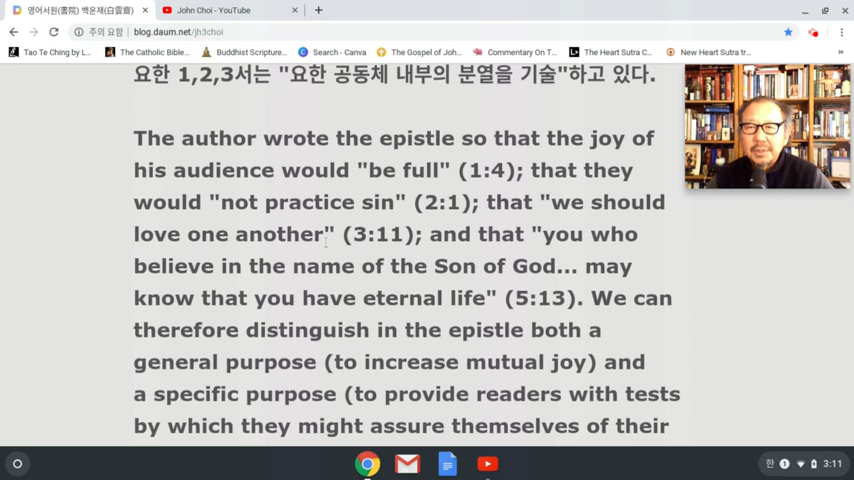 영어서원(書院) 백운재(白雲齋)
John Choi - YouTube
주의 요함
blog.daum.net/jh3choi
Tao Te Ching by L...
The Catholic Bible...
Buddhist Scripture...
Search - Canva
The Gospel of Joh...
Commentary On T...
The Heart Sutra C...
New Heart Sutra tr...
요한 1,2,3서는 "요한 공동체 내부의 분열을 기술"하고 있다.
The author wrote the epistle so that the joy of
his audience would "be full" (1:4); that they
would "not practice sin" (2:1); that "we should
love one another" (3:11); and that "you who
believe in the name of the Son of God... may
know that you have eternal life" (5:13). We can
therefore distinguish in the epistle both a
general purpose (to increase mutual joy) and
a specific purpose (to provide readers with tests
by which they might assure themselves of their
한
1
3:11